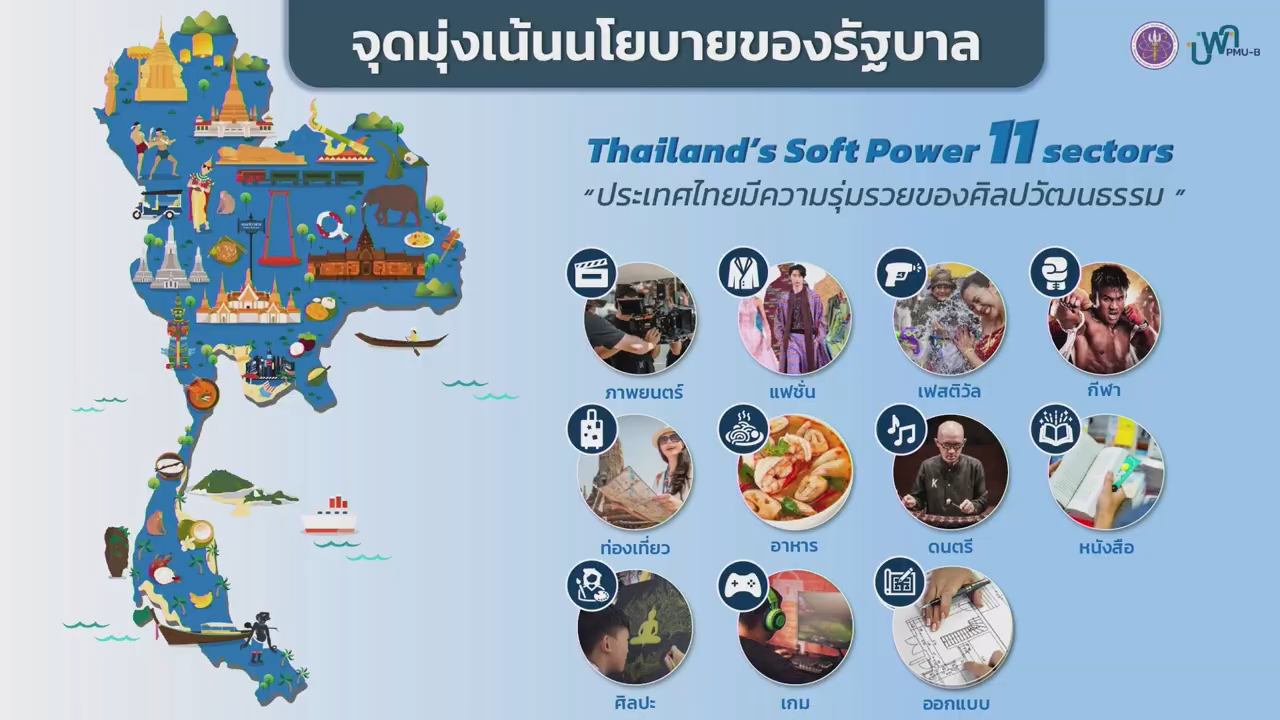 จุดมุ่งเน้นนโยบายของรัฐบาล
บพค
PMU-B
Thailand's Soft Power 11 sectors
“ประเทศไทยมีความรุ่มรวยของศิลปวัฒนธรรม ”
ภาพยนตร์
แฟชั่น
เฟสติวัล
กีฬา
ท่องเที่ยว
อาหาร
ดนตรี
หนังสือ
ศิลปะ
เกม
ออกแบบ